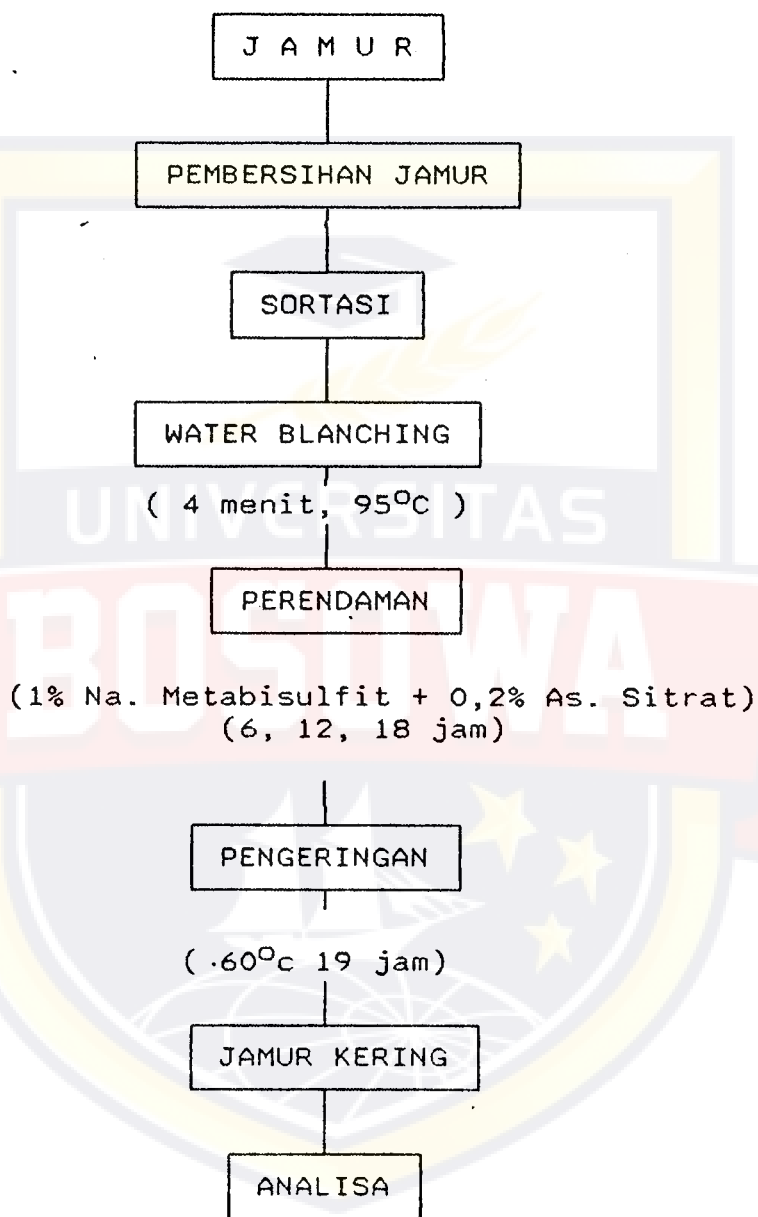 J A M U R
PEMBERSIHAN JAMUR
SORTASI
WATER BLANCHING
( 4 menit, 95°C )
UNIVERSITAS
PERENDAMAN
BOSOWA
(1% Na. Metabisulfit + 0,2% As. Sitrat)
(6, 12, 18 jam)
PENGERINGAN
( 60°c 19 jam)
JAMUR KERING
ANALISA